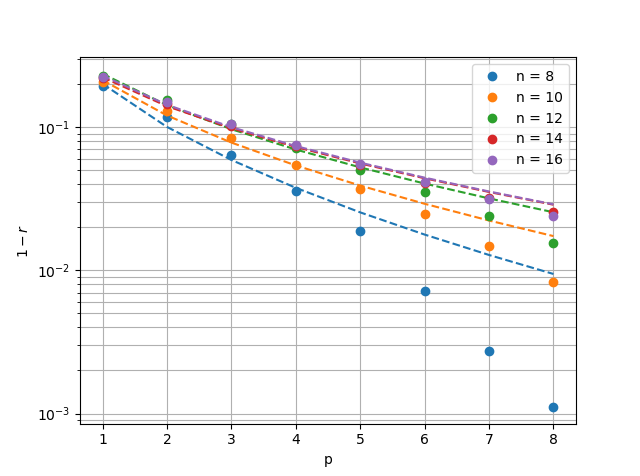 n = 8
n = 10
n = 12
n = 14
n = 16
10⁻¹
10⁻²
10⁻³
1 − r
1 2 3 4 5 6 7 8
p